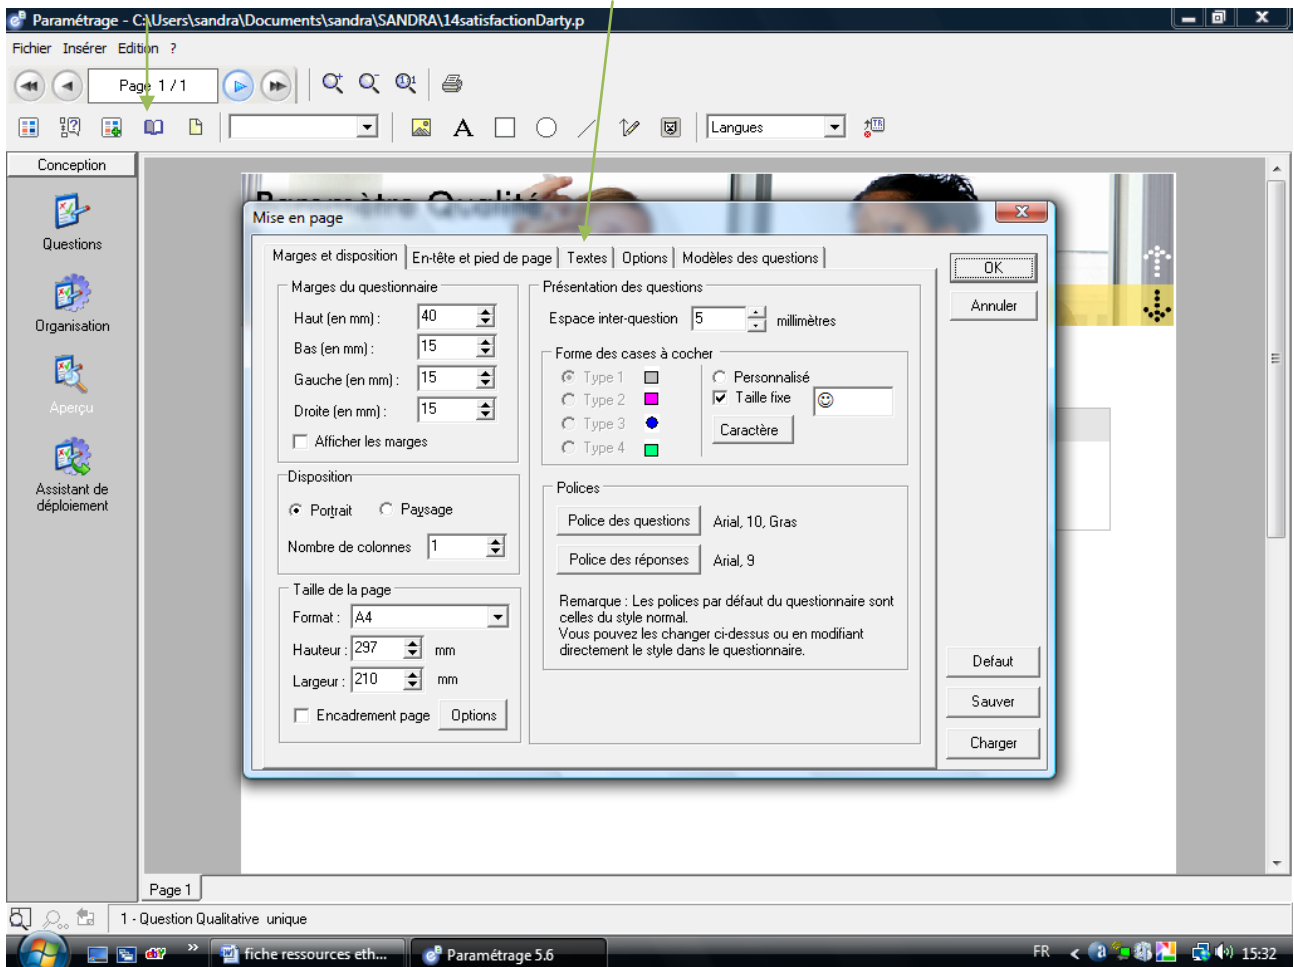 Paramétrage - C:\Users\sandra\Documents\sandra\SANDRA\14satisfactionDarty.p
Fichier Insérer Edition ?
Page 1 / 1
Langues
Conception
Questions
Organisation
Aperçu
Assistant de
déploiement
Paramètre Qualité
Mise en page
Marges et disposition
En-tête et pied de page
Textes
Options
Modèles des questions
Marges du questionnaire
Haut (en mm) : 40
Bas (en mm) : 15
Gauche (en mm) : 15
Droite (en mm) : 15
Afficher les marges
Disposition
Portrait Paysage
Nombre de colonnes 1
Taille de la page
Format : A4
Hauteur : 297 mm
Largeur : 210 mm
Encadrement page Options
Présentation des questions
Espace inter-question 5 millimètres
Forme des cases à cocher
Type 1
Type 2
Type 3
Type 4
Personnalisé
Taille fixe
Caractère
Polices
Police des questions Arial, 10, Gras
Police des réponses Arial, 9
Remarque : Les polices par défaut du questionnaire sont
celles du style normal.
Vous pouvez les changer ci-dessus ou en modifiant
directement le style dans le questionnaire.
OK
Annuler
Defaut
Sauver
Charger
Page 1
1 - Question Qualitative unique
fiche ressources eth...
Paramétrage 5.6
FR
15:32